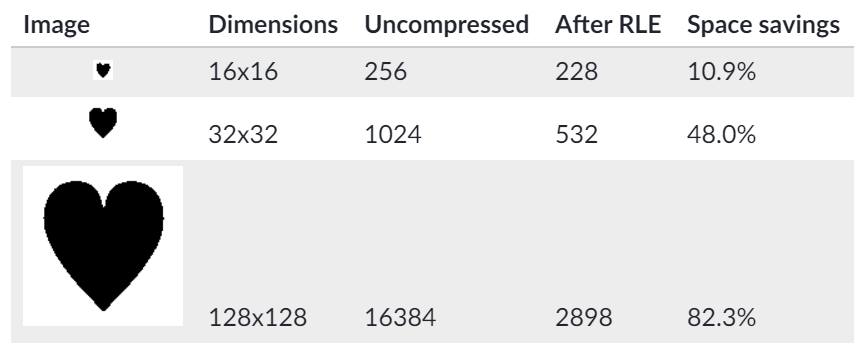 Image Dimensions Uncompressed After RLE Space savings
16x16 256 228 10.9%
32x32 1024 532 48.0%
128x128 16384 2898 82.3%